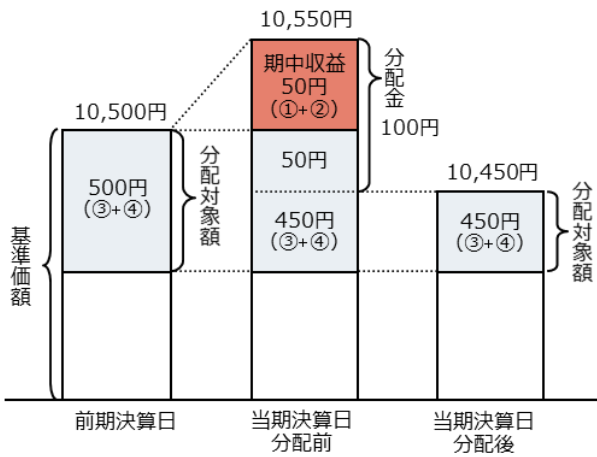 10,550円
期中収益
50円
(①+②)
分配金
100円
10,500円
500円
(③+④)
分配対象額
50円
450円
(③+④)
10,450円
450円
(③+④)
分配対象額
基準価額
前期決算日
当期決算日
分配前
当期決算日
分配後